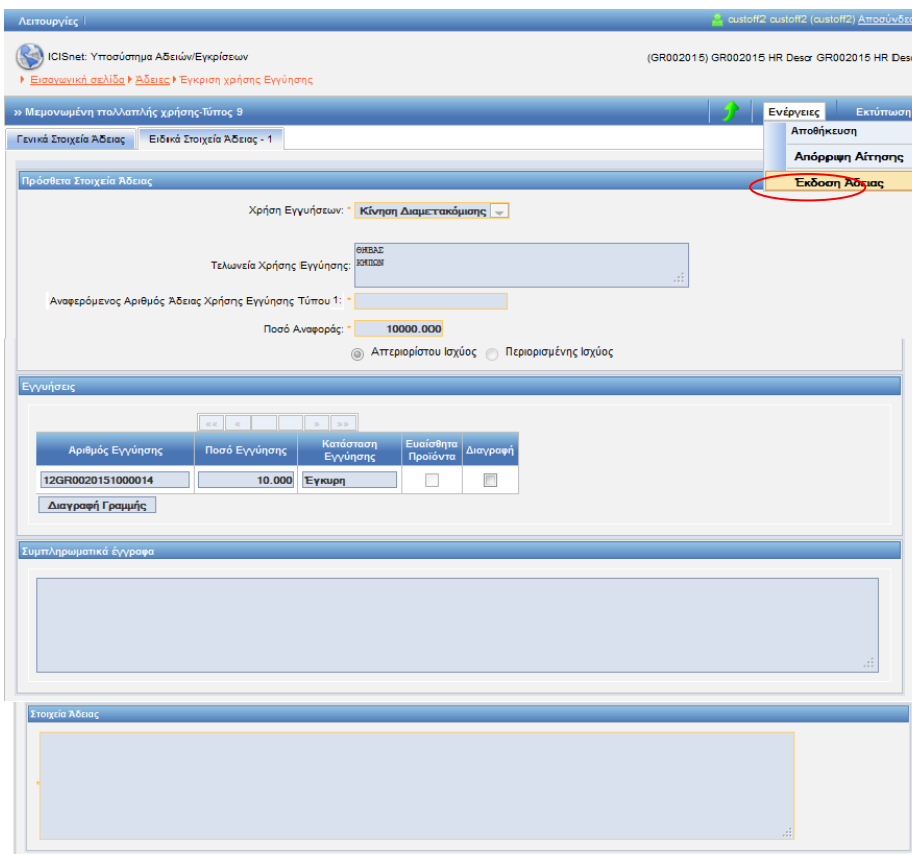 Λειτουργίες
custoff2 custoff2 (custoff2) Αποσύνδεσ
ICISnet: Υποσύστημα Αδειών/Εγκρίσεων
(GR002015) GR002015 HR Descr GR002015 HR Desc
Εισαγωγική σελίδα Άδειες Έγκριση χρήσης Εγγύησης
» Μεμονωμένη πολλαπλής χρήσης-Τύπος 9
Ενέργειες Εκτύπωση
Γενικά Στοιχεία Άδειας Ειδικά Στοιχεία Άδειας - 1
Αποθήκευση
Απόρριψη Αίτησης
Έκδοση Άδειας
Πρόσθετα Στοιχεία Άδειας
Χρήση Εγγυήσεων: * Κίνηση Διαμετακόμισης
Τελωνεία Χρήσης Εγγύησης: ΘΗΒΑΣ
ΚΗΠΩΝ
Αναφερόμενος Αριθμός Άδειας Χρήσης Εγγύησης Τύπου 1: *
Ποσό Αναφοράς: * 10000.000
Απεριορίστου Ισχύος Περιορισμένης Ισχύος
Εγγυήσεις
«« « » »»
Αριθμός Εγγύησης Ποσό Εγγύησης Κατάσταση Εγγύησης Ευαίσθητα Προϊόντα Διαγραφή
12GR0020151000014 10.000 Έγκυρη
Διαγραφή Γραμμής
Συμπληρωματικά έγγραφα
Στοιχεία Άδειας
*